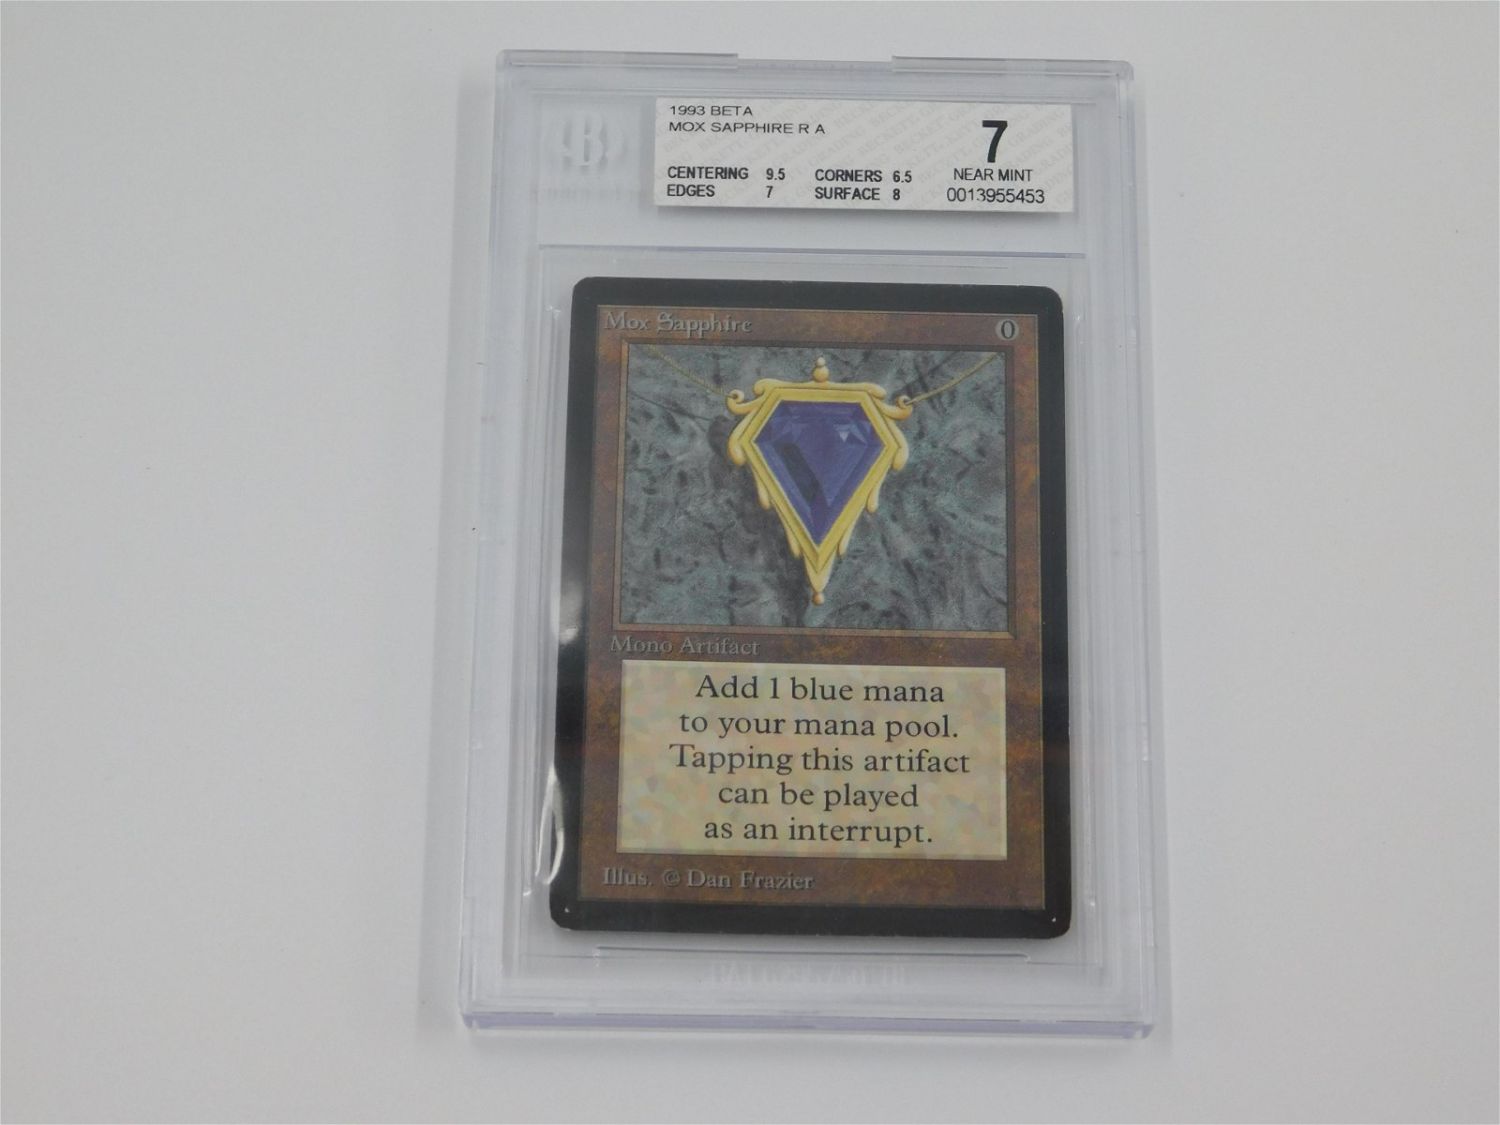 1993 BETA
MOX SAPPHIRE R A
7
CENTERING 9.5 CORNERS 6.5 NEAR MINT
EDGES 7 SURFACE 8 0013955453
B
Mox Sapphire 0
Mono Artifact
Add 1 blue mana
to your mana pool.
Tapping this artifact
can be played
as an interrupt.
Illus. © Dan Frazier